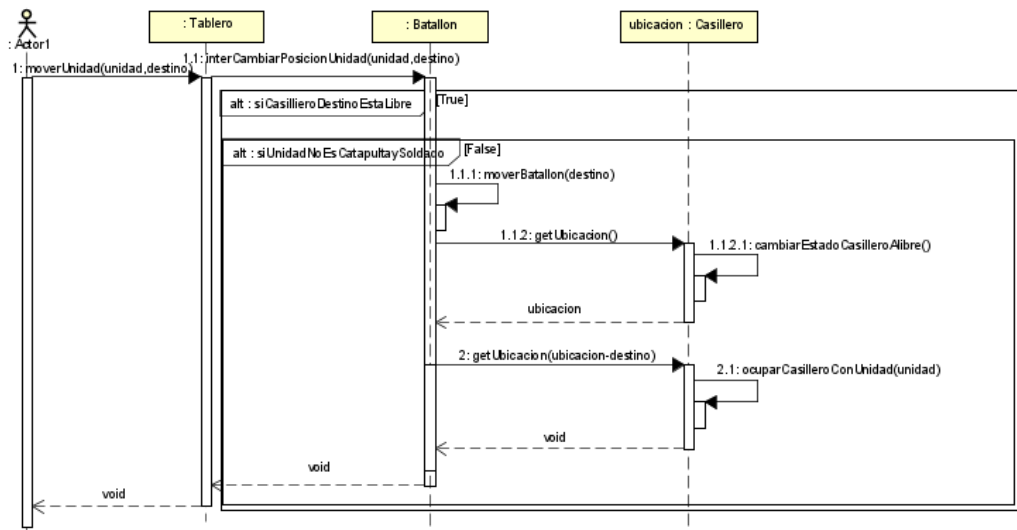 : Actor1
: Tablero
: Batallon
ubicacion : Casillero
1: moverUnidad(unidad,destino)
1.1: interCambiarPosicionUnidad(unidad,destino)
alt : siCasillieroDestinoEstaLibre
[True]
alt : siUnidadNoEsCatapultaySoldado
[False]
1.1.1: moverBatallon(destino)
1.1.2: getUbicacion()
1.1.2.1: cambiarEstadoCasilleroAlibre()
ubicacion
2: getUbicacion(ubicacion-destino)
2.1: ocuparCasilleroConUnidad(unidad)
void
void
void